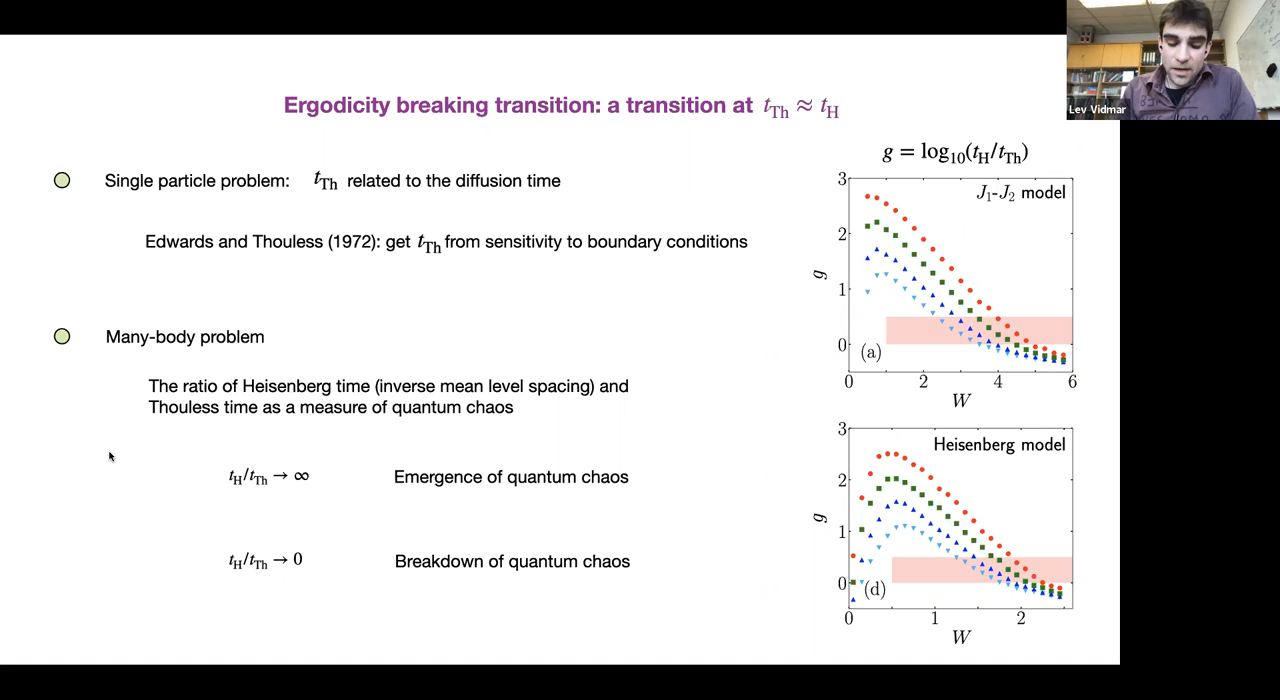 Lev Vidmar
Ergodicity breaking transition: a transition at t_Th ≈ t_H
Single particle problem: t_Th related to the diffusion time
Edwards and Thouless (1972): get t_Th from sensitivity to boundary conditions
Many-body problem
The ratio of Heisenberg time (inverse mean level spacing) and
Thouless time as a measure of quantum chaos
t_H/t_Th → ∞ Emergence of quantum chaos
t_H/t_Th → 0 Breakdown of quantum chaos
g = log₁₀(t_H/t_Th)
J₁-J₂ model
3
2
1
0
g
(a)
0 2 4 6
W
Heisenberg model
3
2
1
0
g
(d)
0 1 2
W